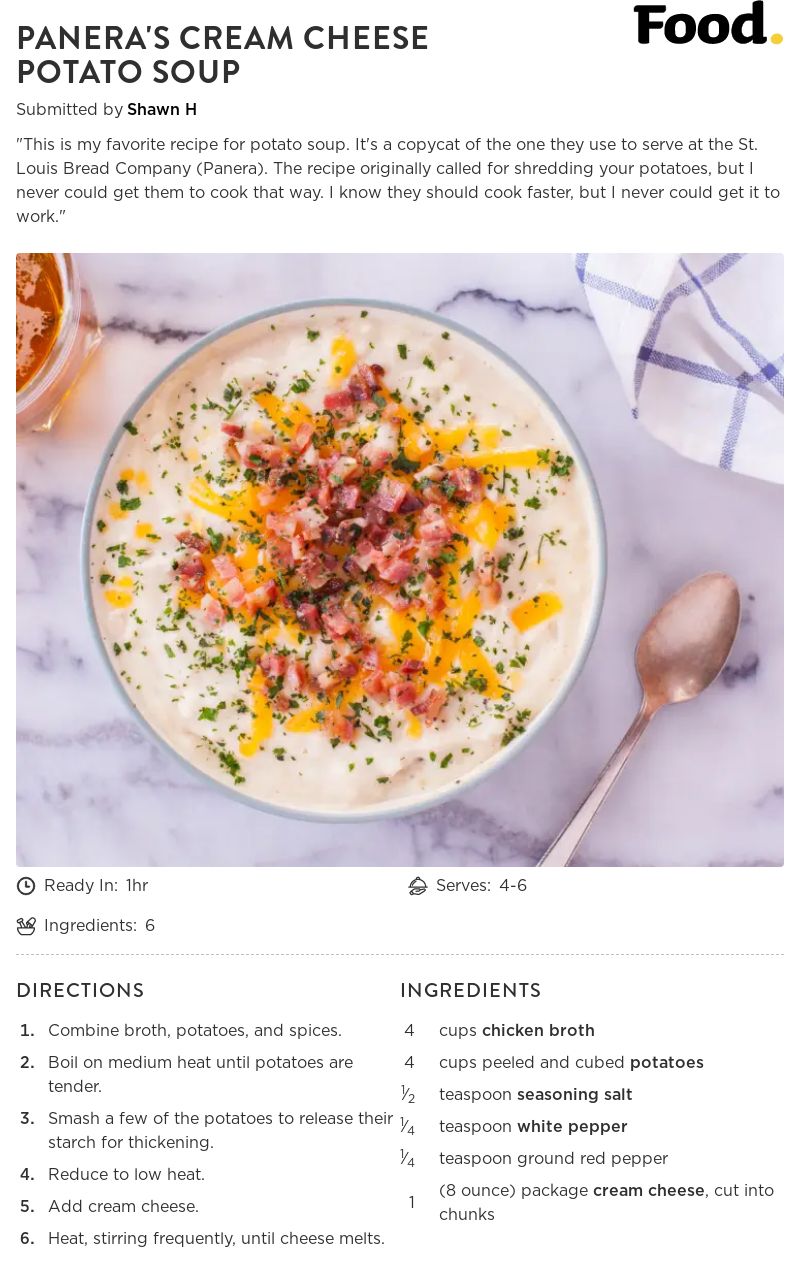 Food.
PANERA'S CREAM CHEESE
POTATO SOUP
Submitted by Shawn H
"This is my favorite recipe for potato soup. It's a copycat of the one they use to serve at the St.
Louis Bread Company (Panera). The recipe originally called for shredding your potatoes, but I
never could get them to cook that way. I know they should cook faster, but I never could get it to
work."
Ready In: 1hr
Serves: 4-6
Ingredients: 6
DIRECTIONS
1. Combine broth, potatoes, and spices.
2. Boil on medium heat until potatoes are
tender.
3. Smash a few of the potatoes to release their
starch for thickening.
4. Reduce to low heat.
5. Add cream cheese.
6. Heat, stirring frequently, until cheese melts.
INGREDIENTS
4 cups chicken broth
4 cups peeled and cubed potatoes
1⁄2 teaspoon seasoning salt
1⁄4 teaspoon white pepper
1⁄4 teaspoon ground red pepper
1 (8 ounce) package cream cheese, cut into
chunks